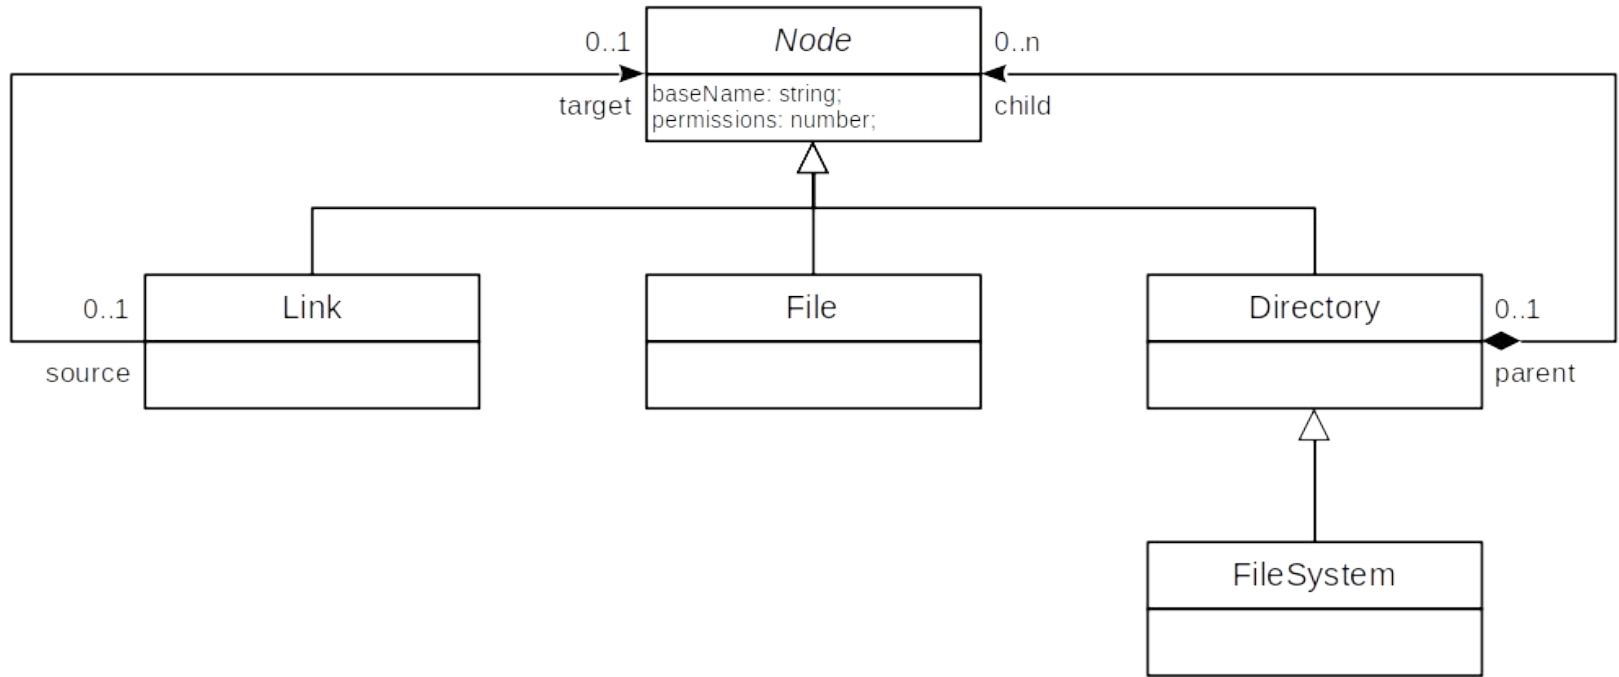 0..1
Node
0..n
target
baseName: string;
permissions: number;
child
0..1
Link
File
Directory
0..1
source
parent
FileSystem